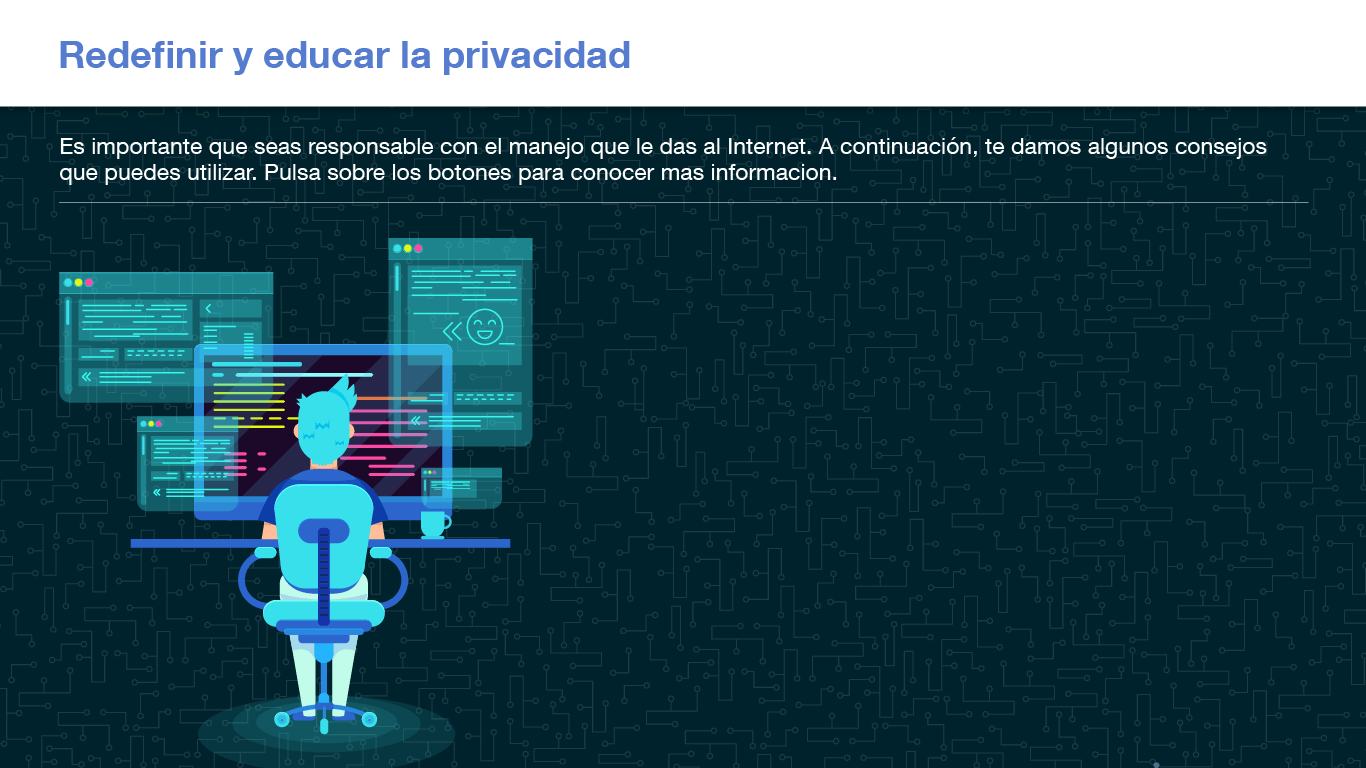 Redefinir y educar la privacidad
Es importante que seas responsable con el manejo que le das al Internet. A continuación, te damos algunos consejos
que puedes utilizar. Pulsa sobre los botones para conocer mas informacion.